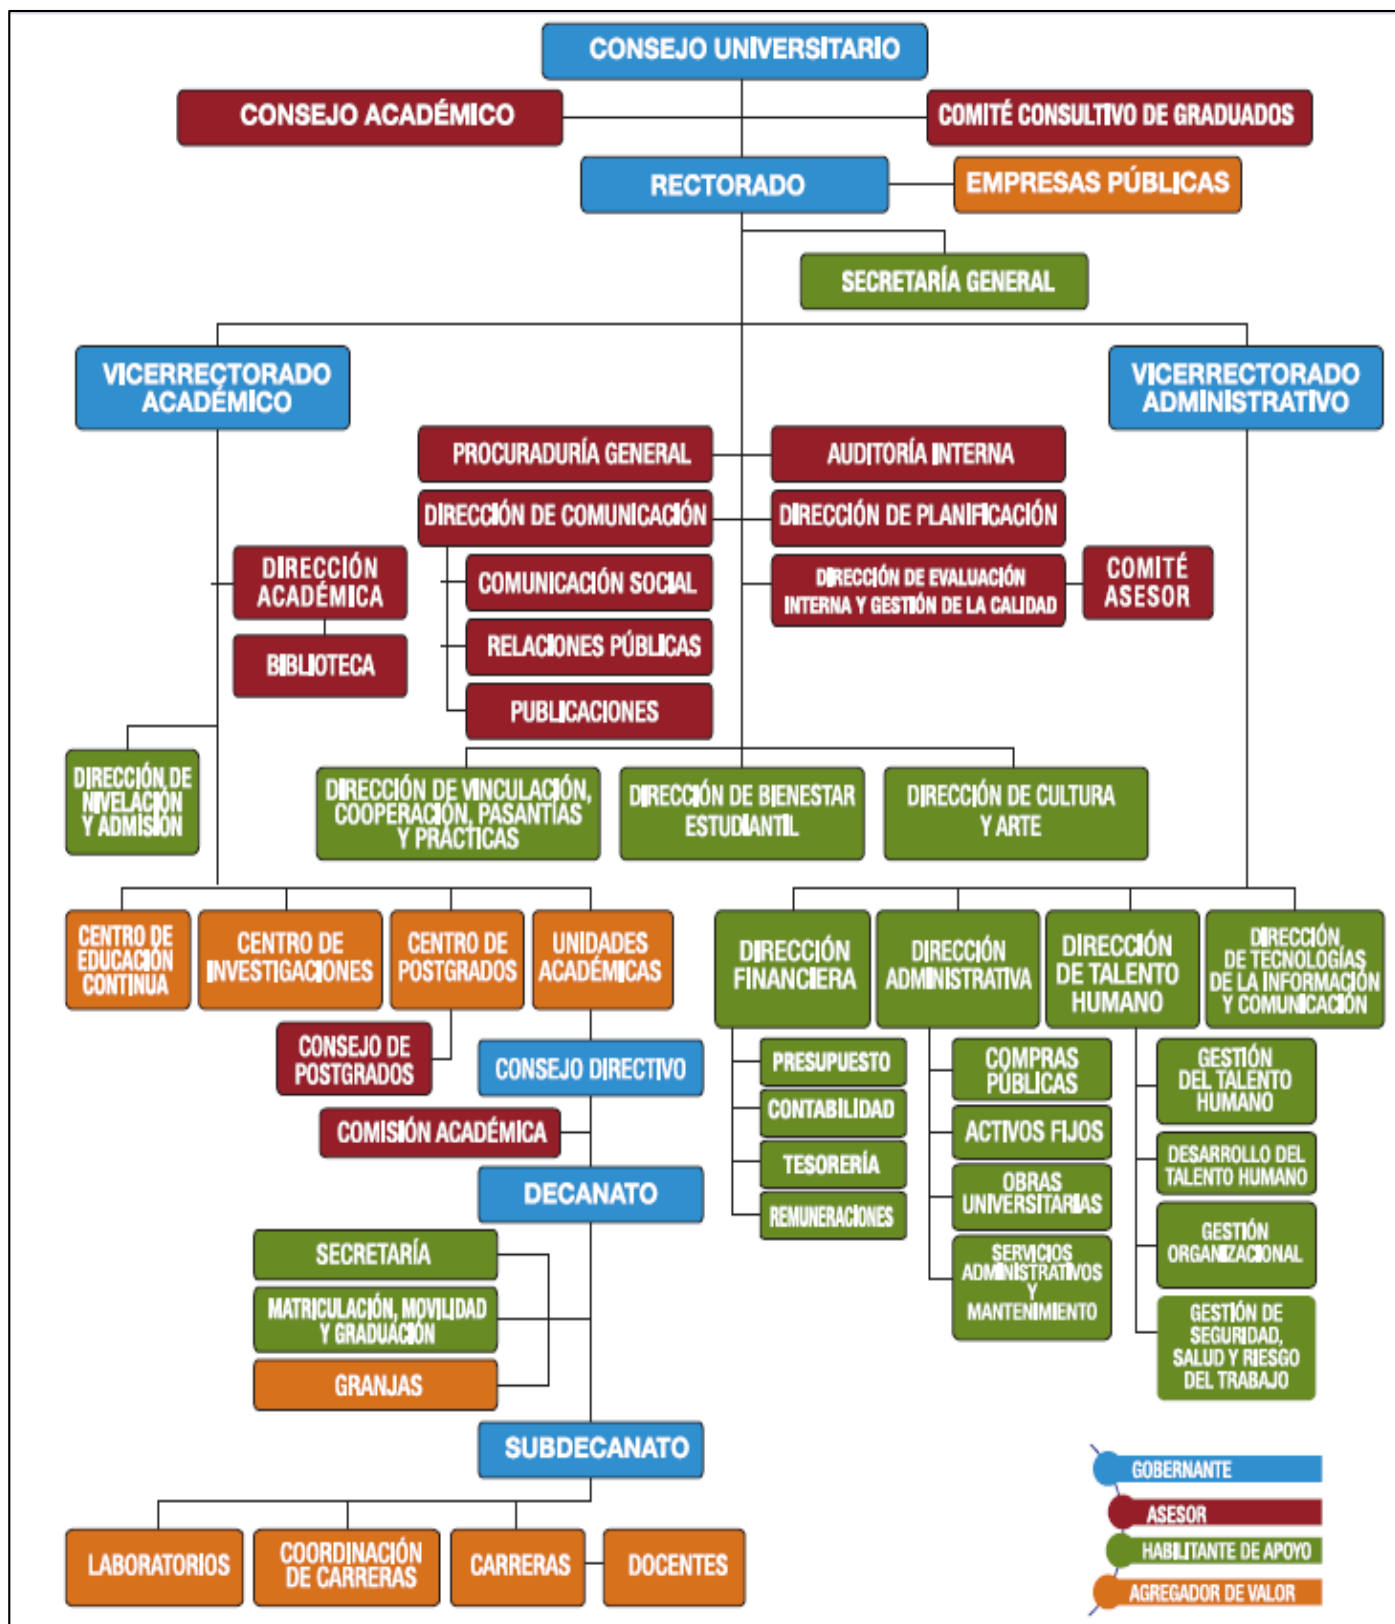 CONSEJO UNIVERSITARIO
CONSEJO ACADÉMICO
COMITÉ CONSULTIVO DE GRADUADOS
RECTORADO
EMPRESAS PÚBLICAS
SECRETARÍA GENERAL
VICERRECTORADO
ACADÉMICO
VICERRECTORADO
ADMINISTRATIVO
PROCURADURÍA GENERAL
AUDITORÍA INTERNA
DIRECCIÓN DE COMUNICACIÓN
DIRECCIÓN DE PLANIFICACIÓN
DIRECCIÓN
ACADÉMICA
COMUNICACIÓN SOCIAL
DIRECCIÓN DE EVALUACIÓN
INTERNA Y GESTIÓN DE LA CALIDAD
COMITÉ
ASESOR
BIBLIOTECA
RELACIONES PÚBLICAS
PUBLICACIONES
DIRECCIÓN DE
NIVELACIÓN
Y ADMISIÓN
DIRECCIÓN DE VINCULACIÓN,
COOPERACIÓN, PASANTÍAS
Y PRÁCTICAS
DIRECCIÓN DE BIENESTAR
ESTUDIANTIL
DIRECCIÓN DE CULTURA
Y ARTE
CENTRO DE
EDUCACIÓN
CONTINUA
CENTRO DE
INVESTIGACIONES
CENTRO DE
POSTGRADOS
UNIDADES
ACADÉMICAS
DIRECCIÓN
FINANCIERA
DIRECCIÓN
ADMINISTRATIVA
DIRECCIÓN
DE TALENTO
HUMANO
DIRECCIÓN,
DE TECNOLOGÍAS
DE LA INFORMACIÓN
Y COMUNICACIÓN
CONSEJO DE
POSTGRADOS
CONSEJO DIRECTIVO
COMISIÓN ACADÉMICA
DECANATO
SECRETARÍA
MATRICULACIÓN, MOVILIDAD
Y GRADUACIÓN
GRANJAS
SUBDECANATO
LABORATORIOS
COORDINACIÓN
DE CARRERAS
CARRERAS
DOCENTES
PRESUPUESTO
CONTABILIDAD
TESORERÍA
REMUNERACIONES
COMPRAS
PÚBLICAS
ACTIVOS FIJOS
OBRAS
UNIVERSITARIAS
SERVICIOS
ADMINISTRATIVOS
Y
MANTENIMIENTO
GESTIÓN
DEL TALENTO
HUMANO
DESARROLLO DEL
TALENTO HUMANO
GESTIÓN
ORGANIZACIONAL
GESTIÓN DE
SEGURIDAD,
SALUD Y RIESGO
DEL TRABAJO
GOBERNANTE
ASESOR
HABILITANTE DE APOYO
AGREGADOR DE VALOR